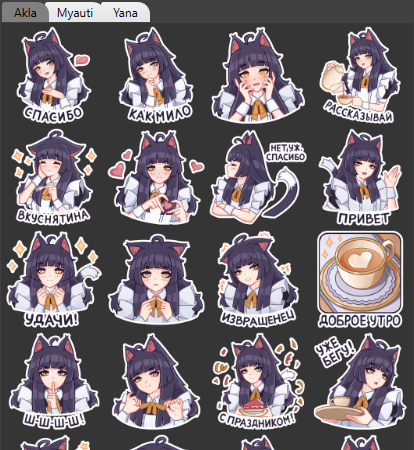 Akla Myauti Yana
СПАСИБО
КАК МИЛО
РАССКАЗЫВАЙ
ВКУСНЯТИНА
НЕТ, УЖ,
СПАСИБО
ПРИВЕТ
УДАЧИ!
ИЗВРАЩЕНЕЦ
ДОБРОЕ УТРО
Ш-Ш-Ш-Ш!
С ПРАЗДНИКОМ!
УЖЕ
БЕГУ!